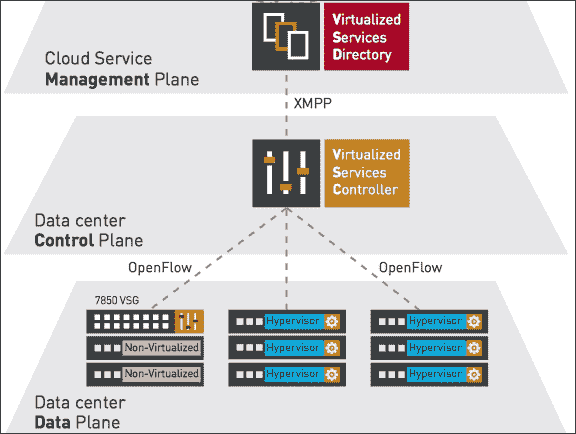 Cloud Service
Management Plane
Virtualized
Services
Directory
XMPP
Virtualized
Services
Controller
Data center
Control Plane
OpenFlow
OpenFlow
7850 VSG
Hypervisor
Hypervisor
Non-Virtualized
Hypervisor
Hypervisor
Non-Virtualized
Hypervisor
Hypervisor
Data center
Data Plane